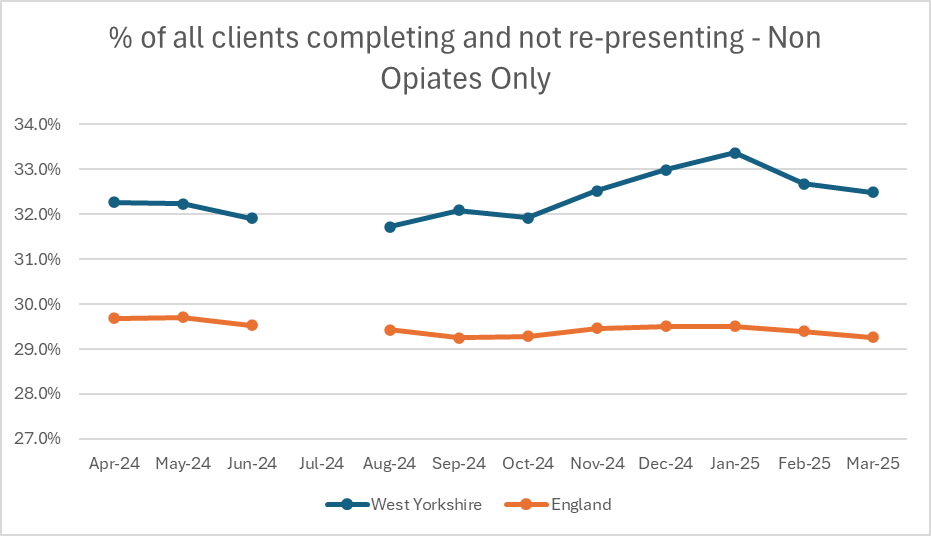 % of all clients completing and not re-presenting - Non
Opiates Only
34.0%
33.0%
32.0%
31.0%
30.0%
29.0%
28.0%
27.0%
Apr-24 May-24 Jun-24 Jul-24 Aug-24 Sep-24 Oct-24 Nov-24 Dec-24 Jan-25 Feb-25 Mar-25
West Yorkshire England